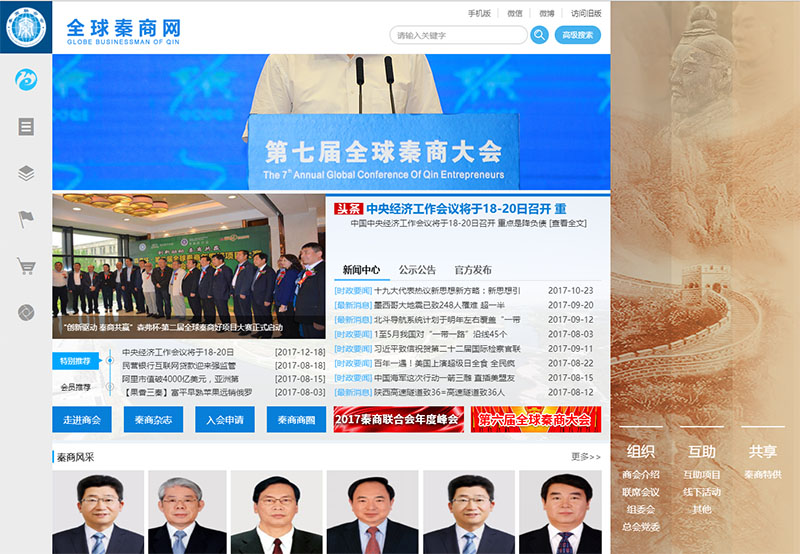 手机版 微信 微博 访问旧版
全球秦商网
GLOBE BUSINESSMAN OF QIN
请输入关键字
高级搜索
第七届全球秦商大会
The 7th Annual Global Conference Of Qin Entrepreneurs
头条 中央经济工作会议将于18-20日召开 重
中国中央经济工作会议将于18-20日召开 重点是降负债 [查看全文]
新闻中心 公示公告 官方发布
[时政要闻] 十九大代表热议新思想新方略：新思想引 2017-10-23
[最新消息] 墨西哥大地震已致248人罹难 超一半 2017-09-20
[最新消息] 北斗导航系统计划于明年左右覆盖“一带 2017-09-12
[时政要闻] 1至5月我国对“一带一路”沿线45个 2017-08-03
[时政要闻] 习近平致信祝贺第二十二届国际检察官联 2017-09-11
[时政要闻] 百年一遇！美国上演超级日全食 全民疯 2017-08-22
[时政要闻] 中国海军这次行动一箭三雕 直插美盟友 2017-08-15
[最新消息] 陕西高速隧道致36=高速隧道致36人 2017-08-12
“创新驱动 秦商共赢”森弗杯·第二届全球秦商好项目大赛正式启动
特别推荐
会员推荐
中央经济工作会议将于18-20日 [2017-12-18]
民营银行互联网贷款迎来强监管 [2017-08-18]
阿里市值破4000亿美元，亚洲第 [2017-08-15]
【果香三秦】富平早熟苹果远销俄罗 [2017-08-03]
走进商会 秦商杂志 入会申请 秦商商圈
2017秦商联合会年度峰会
第六届全球秦商大会
秦商风采 更多>>
组织 互助 共享
商会介绍 互助项目 秦商特供
联席会议 线下活动
组委会 其他
总会党委